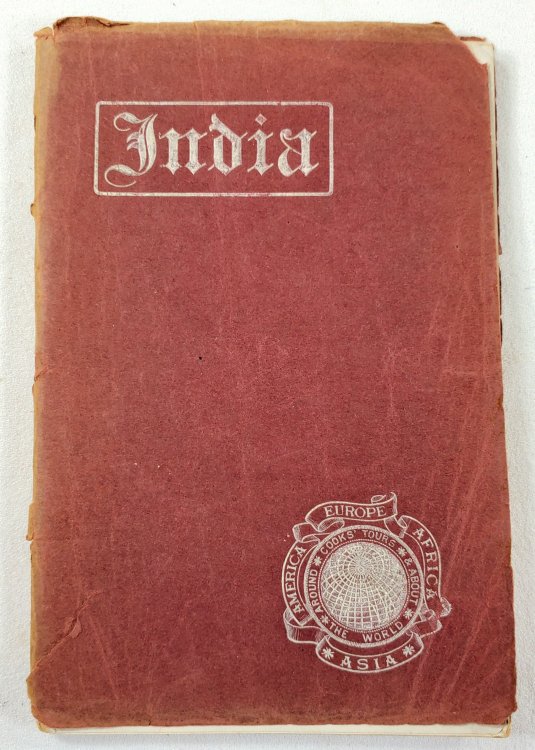 India
EUROPE
AMERICA
AFRICA
ASIA
COOKS' TOURS
AROUND & ABOUT
THE WORLD